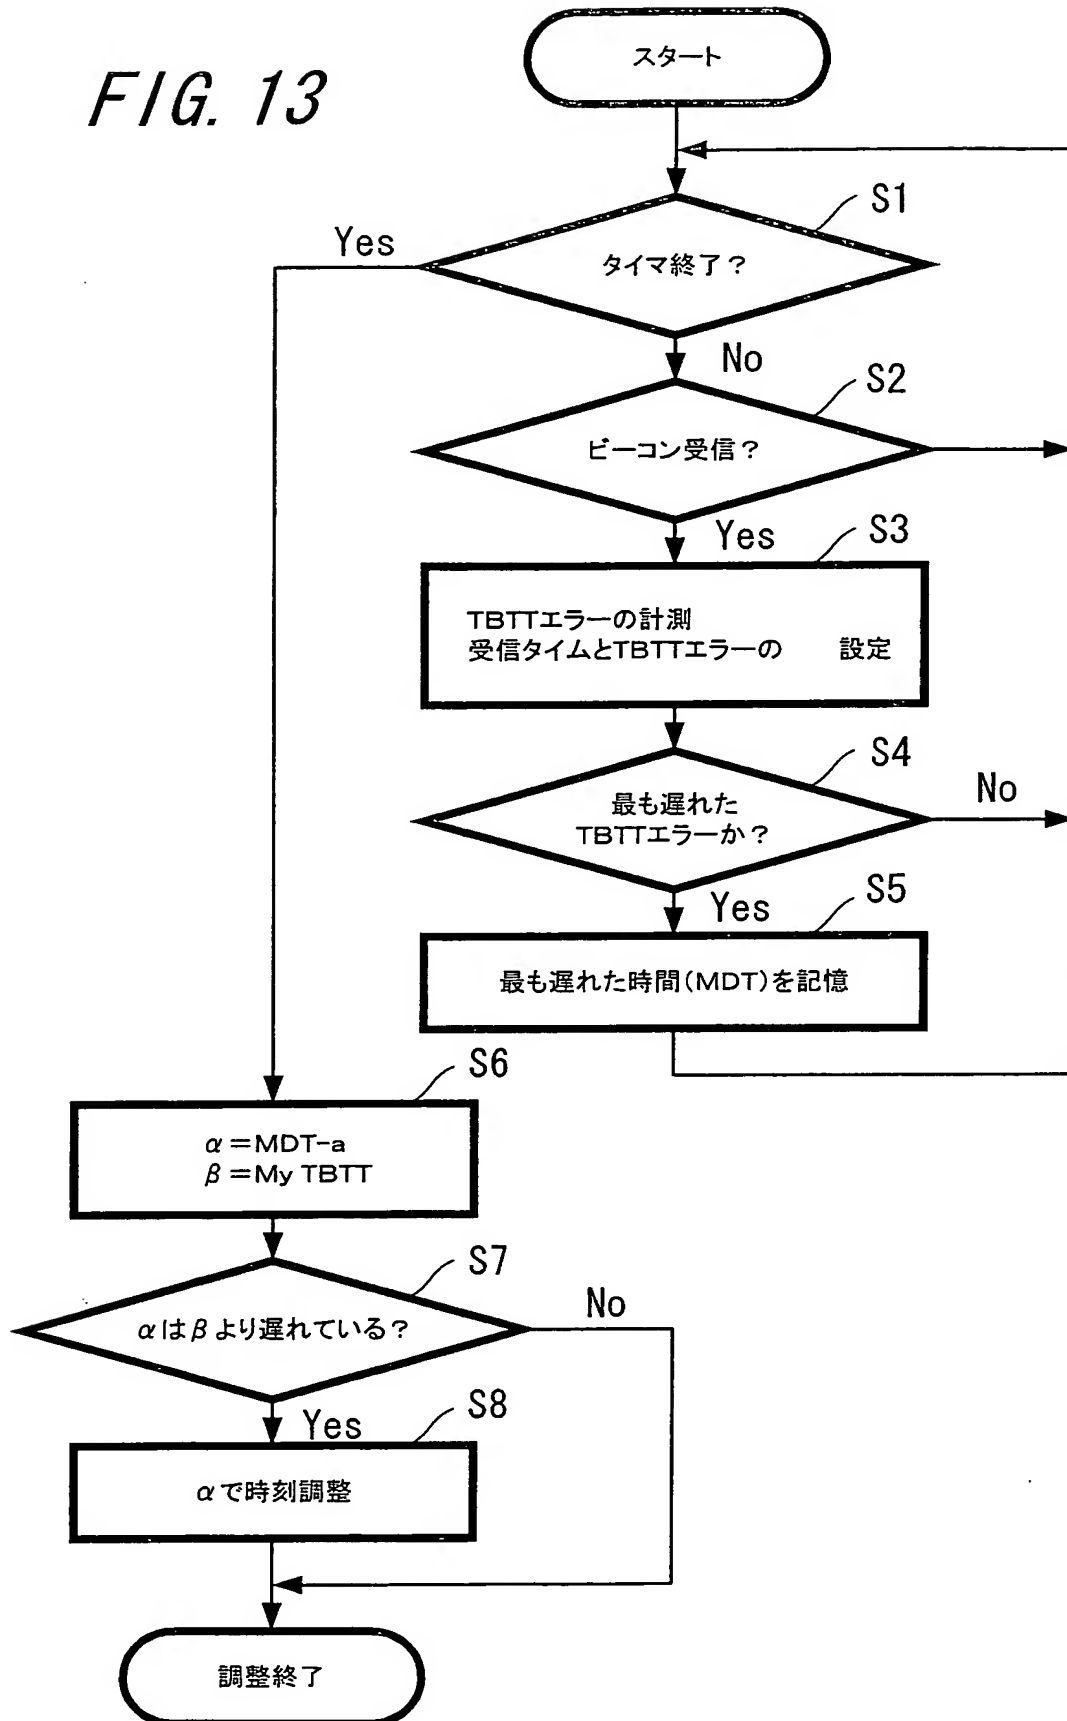 FIG. 13
スタート
S1
Yes
タイマ終了？
No
S2
ビーコン受信？
Yes
S3
TBTTエラーの計測
受信タイムとTBTTエラーの 設定
S4
最も遅れた
TBTTエラーか？
No
Yes
S5
最も遅れた時間(MDT)を記憶
S6
α＝MDT-a
β＝My TBTT
S7
αはβより遅れている？
No
Yes
S8
αで時刻調整
調整終了